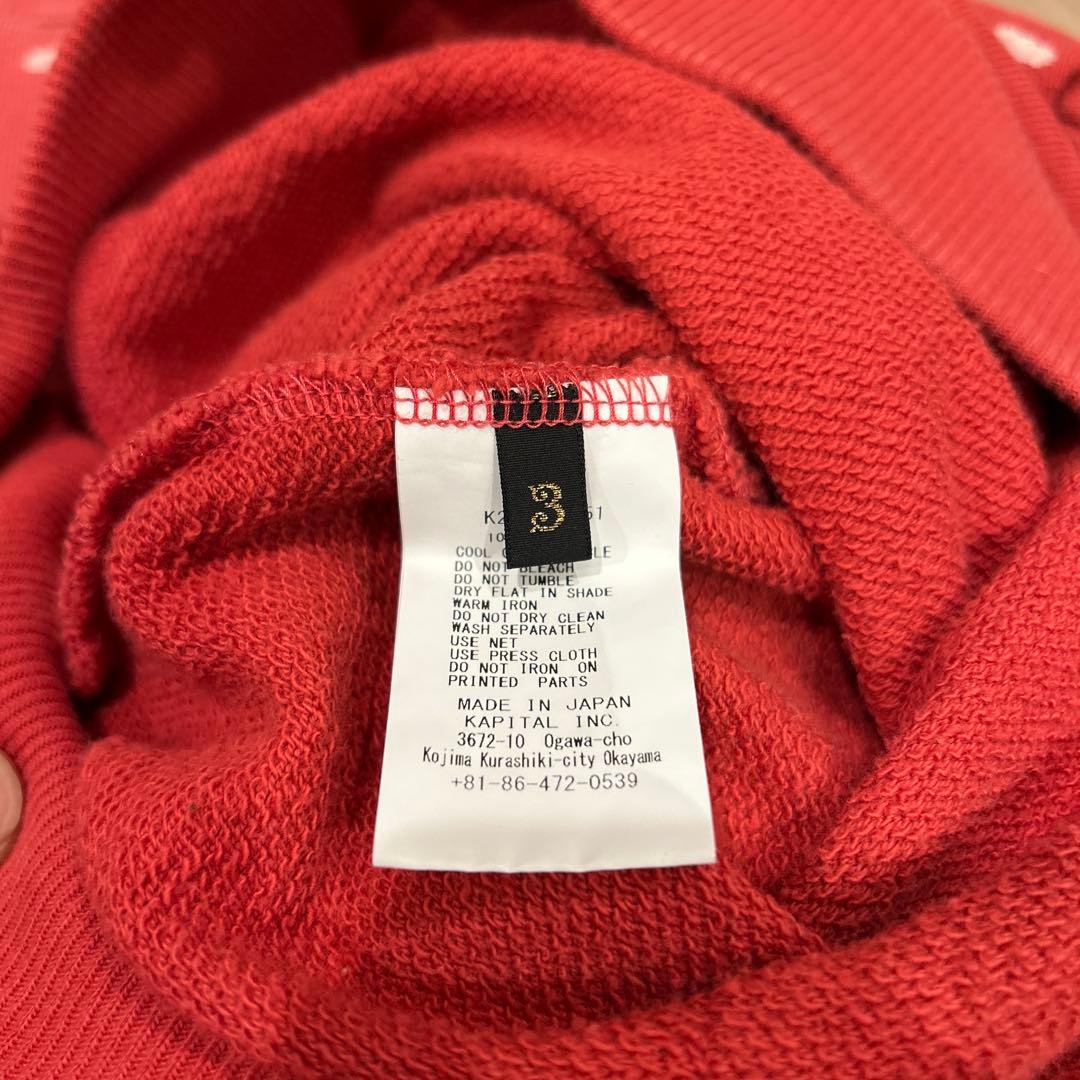 3
DO NOT BLEACH
DO NOT TUMBLE
DRY FLAT IN SHADE
WARM IRON
DO NOT DRY CLEAN
WASH SEPARATELY
USE NET
USE PRESS CLOTH
DO NOT IRON ON
PRINTED PARTS
MADE IN JAPAN
KAPITAL INC.
3672-10 Ogawa-cho
Kojima Kurashiki-city Okayama
+81-86-472-0539